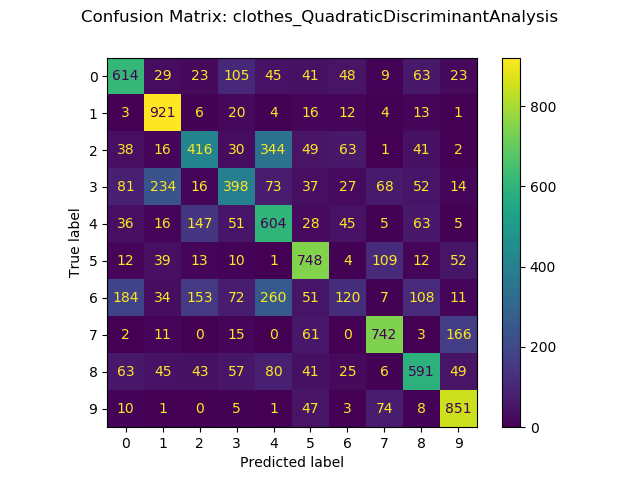 Confusion Matrix: clothes_QuadraticDiscriminantAnalysis
0 614 29 23 105 45 41 48 9 63 23
1 3 921 6 20 4 16 12 4 13 1
2 38 16 416 30 344 49 63 1 41 2
3 81 234 16 398 73 37 27 68 52 14
4 36 16 147 51 604 28 45 5 63 5
5 12 39 13 10 1 748 4 109 12 52
6 184 34 153 72 260 51 120 7 108 11
7 2 11 0 15 0 61 0 742 3 166
8 63 45 43 57 80 41 25 6 591 49
9 10 1 0 5 1 47 3 74 8 851
0 1 2 3 4 5 6 7 8 9
Predicted label
True label
800
600
400
200
0